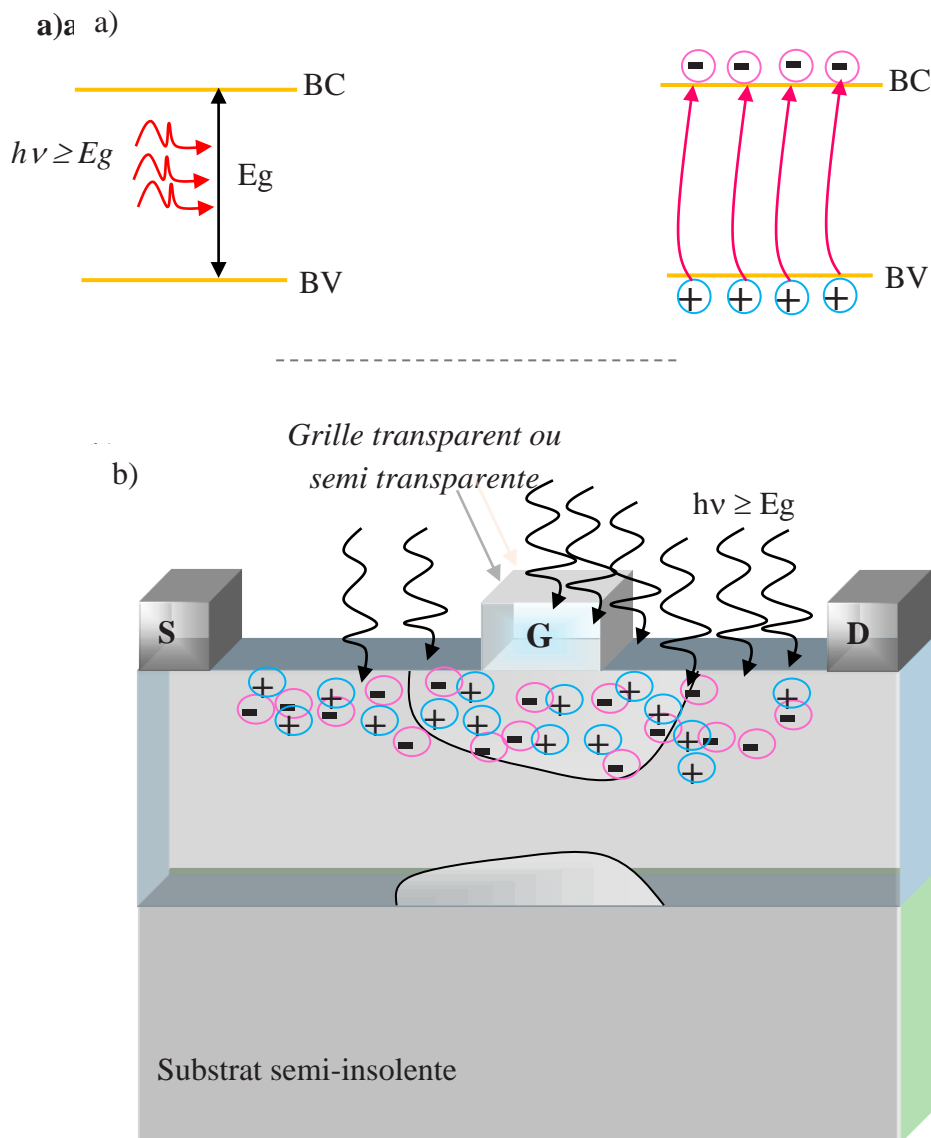 a)a a)
BC
BC
hν ≥ Eg
Eg
BV
BV
Grille transparent ou
semi transparente
b)
hν ≥ Eg
S
G
D
Substrat semi-insolente